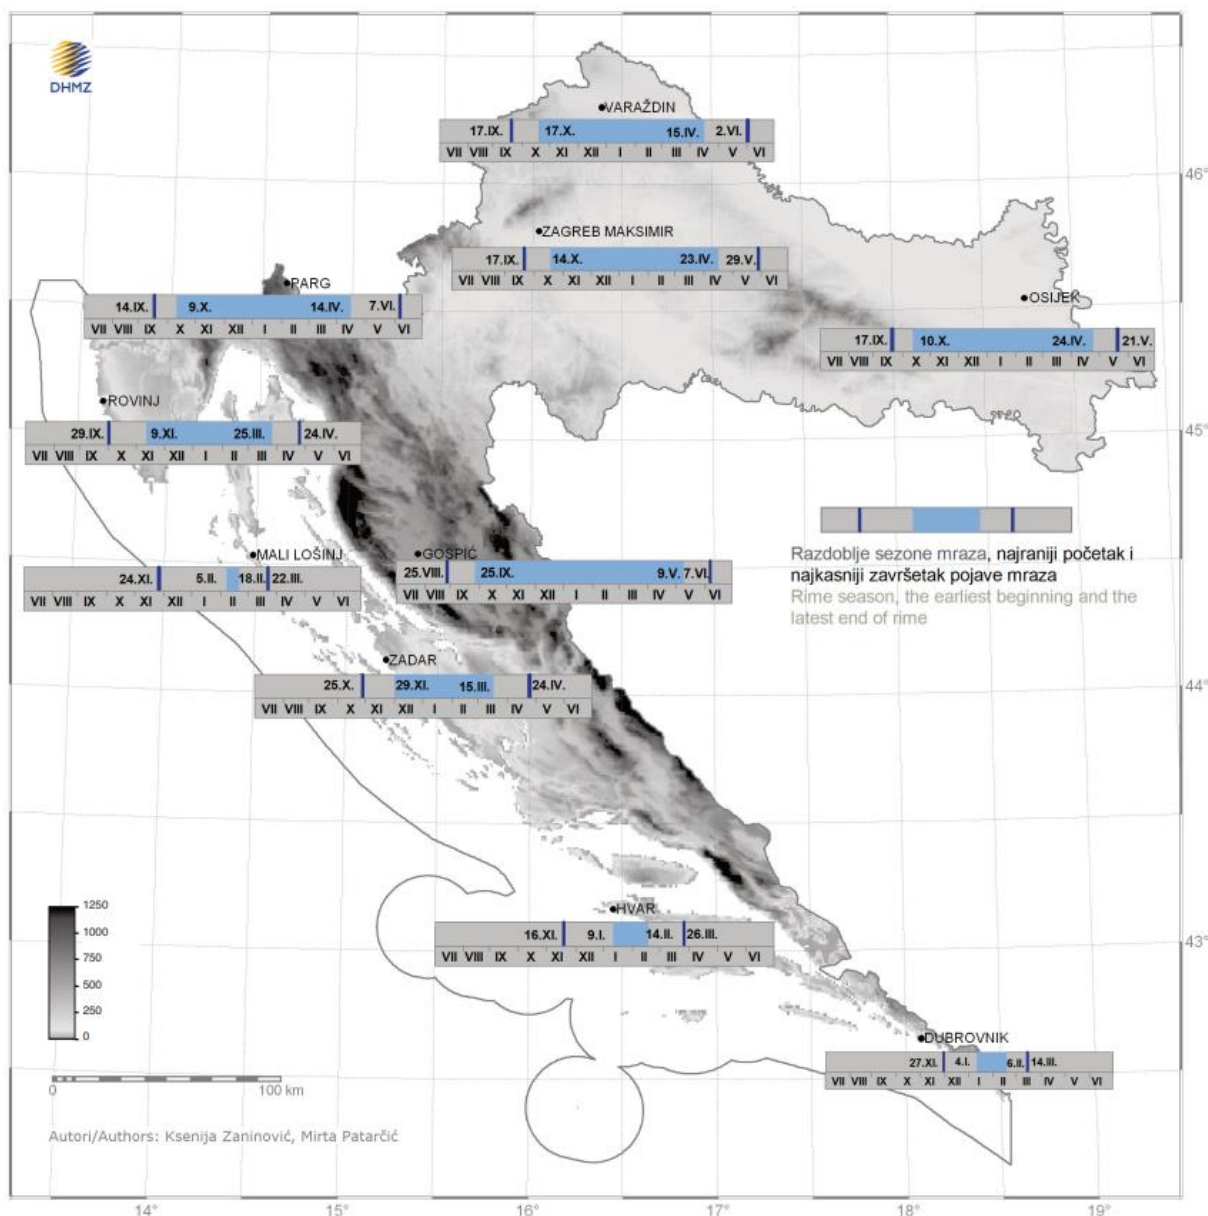 DHMZ
VARAŽDIN
17.IX. 17.X. 15.IV. 2.VI.
VII VIII IX X XI XII I II III IV V VI
46°
ZAGREB MAKSIMIR
17.IX. 14.X. 23.IV. 29.V.
VII VIII IX X XI XII I II III IV V VI
PARG
14.IX. 9.X. 14.IV. 7.VI.
VII VIII IX X XI XII I II III IV V VI
OSIJEK
17.IX. 10.X. 24.IV. 21.V.
VII VIII IX X XI XII I II III IV V VI
ROVINJ
29.IX. 9.XI. 25.III. 24.IV.
VII VIII IX X XI XII I II III IV V VI
45°
MALI LOŠINJ
24.XI. 5.II. 18.II. 22.III.
VII VIII IX X XI XII I II III IV V VI
GOSPIĆ
25.VIII. 25.IX. 9.V. 7.VI.
VII VIII IX X XI XII I II III IV V VI
Razdoblje sezone mraza, najraniji početak i
najkasniji završetak pojave mraza
Rime season, the earliest beginning and the
latest end of rime
ZADAR
25.X. 29.XI. 15.III. 24.IV.
VII VIII IX X XI XII I II III IV V VI
44°
HVAR
16.XI. 9.I. 14.II. 26.III.
VII VIII IX X XI XII I II III IV V VI
43°
1250
1000
750
500
250
0
DUBROVNIK
27.XI. 4.I. 6.II. 14.III.
VII VIII IX X XI XII I II III IV V VI
0 100 km
Autori/Authors: Ksenija Zaninović, Mirta Patarčić
14° 15° 16° 17° 18° 19°